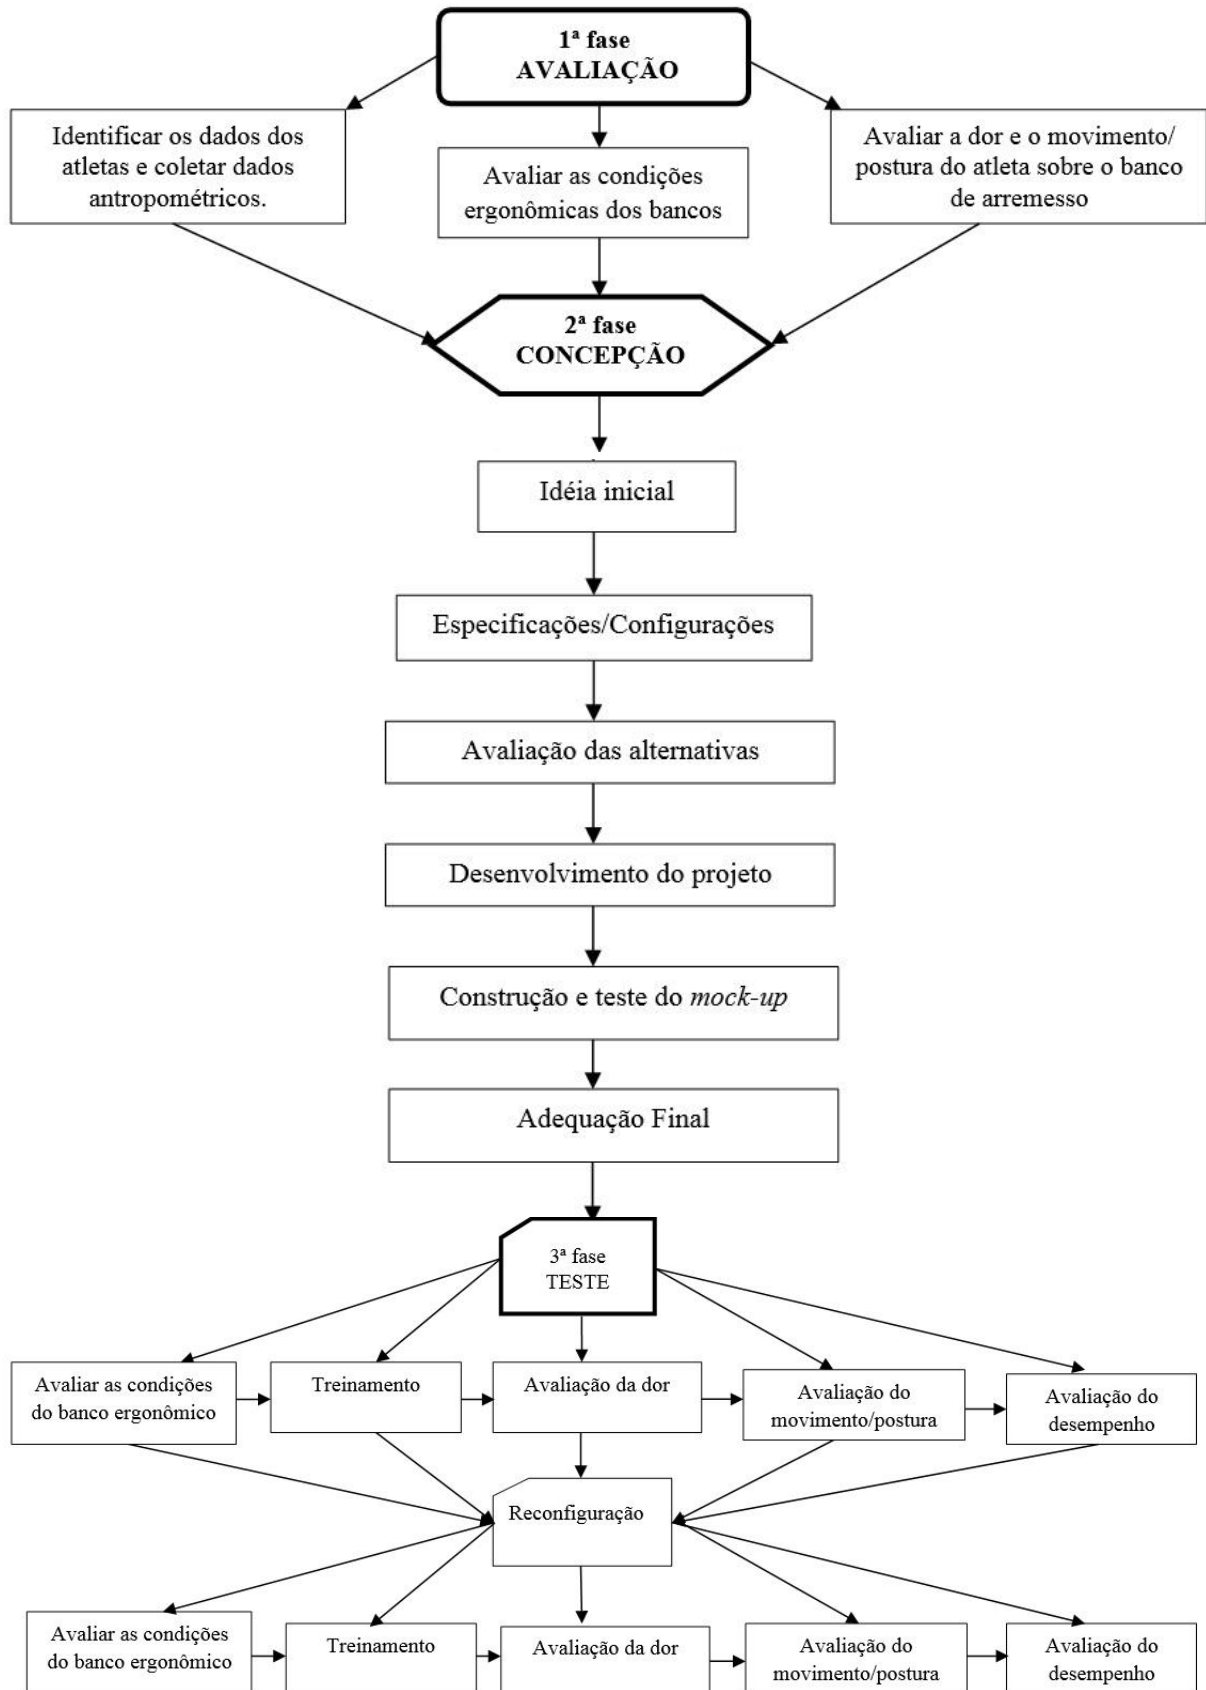 1ª fase
AVALIAÇÃO
Identificar os dados dos
atletas e coletar dados
antropométricos.
Avaliar as condições
ergonômicas dos bancos
Avaliar a dor e o movimento/
postura do atleta sobre o banco
de arremesso
2ª fase
CONCEPÇÃO
Idéia inicial
Especificações/Configurações
Avaliação das alternativas
Desenvolvimento do projeto
Construção e teste do mock-up
Adequação Final
3ª fase
TESTE
Avaliar as condições
do banco ergonômico
Treinamento
Avaliação da dor
Avaliação do
movimento/postura
Avaliação do
desempenho
Reconfiguração
Avaliar as condições
do banco ergonômico
Treinamento
Avaliação da dor
Avaliação do
movimento/postura
Avaliação do
desempenho